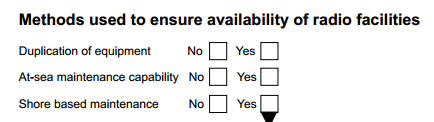 Methods used to ensure availability of radio facilities
Duplication of equipment No Yes
At-sea maintenance capability No Yes
Shore based maintenance No Yes